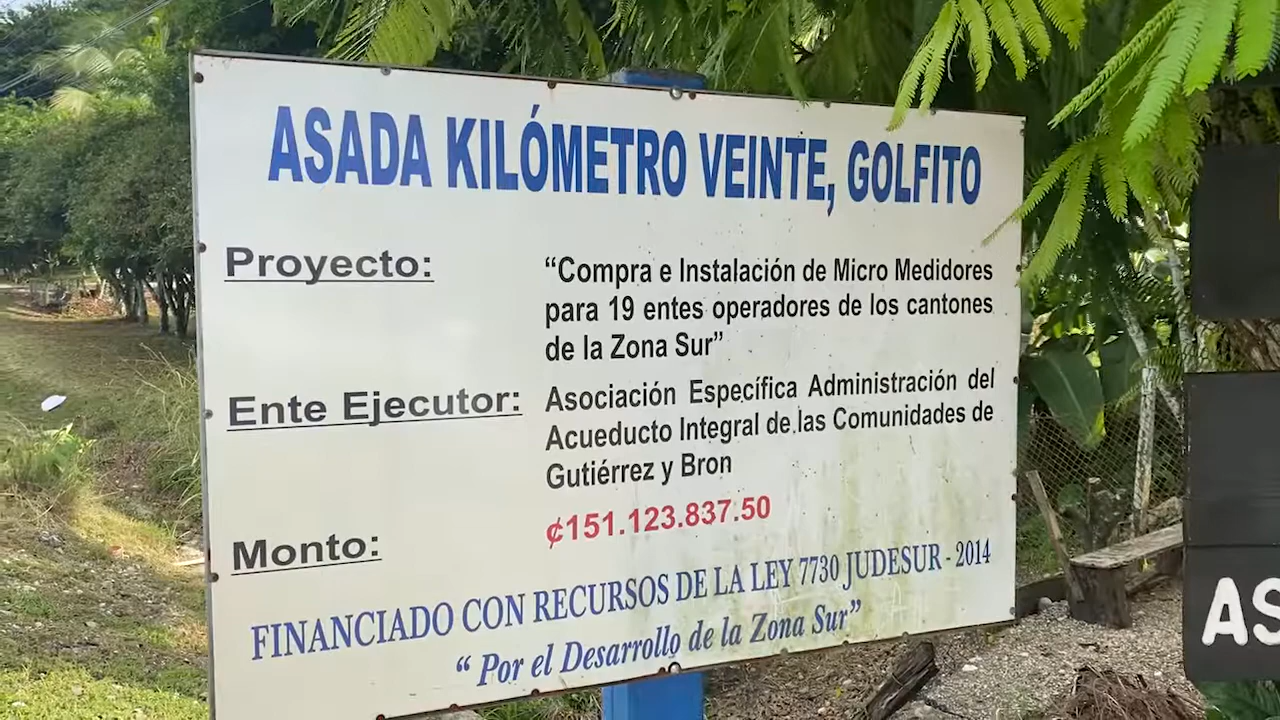 ASADA KILÓMETRO VEINTE, GOLFITO
Proyecto: “Compra e Instalación de Micro Medidores
para 19 entes operadores de los cantones
de la Zona Sur”
Ente Ejecutor: Asociación Específica Administración del
Acueducto Integral de las Comunidades de
Gutiérrez y Bron
Monto: ¢151.123.837.50
FINANCIADO CON RECURSOS DE LA LEY 7730 JUDESUR - 2014
“ Por el Desarrollo de la Zona Sur”
AS